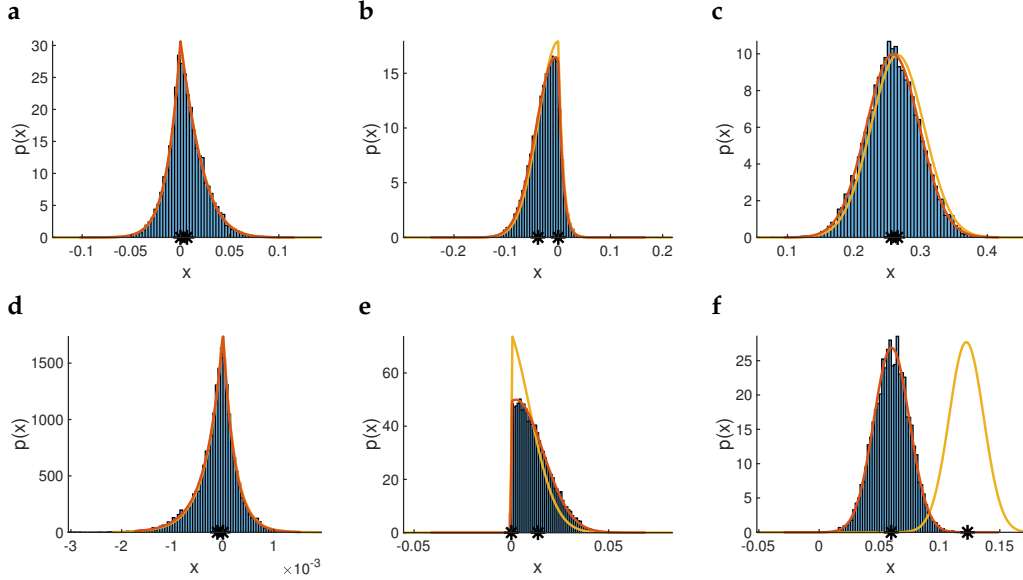 a
30
25
20
15
10
5
0
p(x)
-0.1 -0.05 0 0.05 0.1
x
b
15
10
5
0
p(x)
-0.2 -0.1 0 0.1 0.2
x
c
10
8
6
4
2
0
p(x)
0.1 0.2 0.3 0.4
x
d
1500
1000
500
0
p(x)
-3 -2 -1 0 1
×10⁻³
x
e
60
40
20
0
p(x)
-0.05 0 0.05
x
f
25
20
15
10
5
0
p(x)
-0.05 0 0.05 0.1 0.15
x